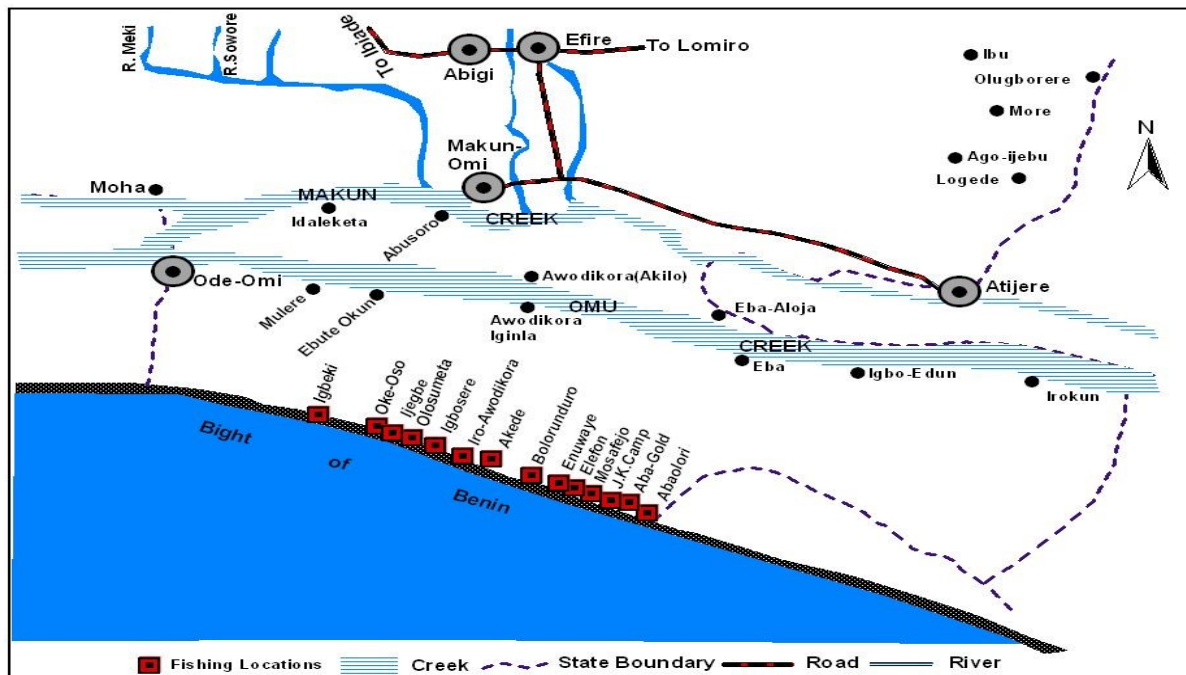 R. Meki
R.Sowore
To Ibiade
Abigi
Efire
To Lomiro
Ibu
Olugborere
More
N
Makun-
Omi
Ago-ijebu
Logede
Moha
MAKUN
Idaleketa
Abusoro
CREEK
Ode-Omi
Awodikora(Akilo)
Atijere
Mulere
Ebute Okun
OMU
Awodikora
Iginla
Eba-Aloja
CREEK
Eba
Igbo-Edun
Irokun
Igbeki
Oke-Oso
Ijegbe
Olosumeta
Igbosere
Iro-Awodikora
Akede
Bolorunduro
Enuwaye
Elefon
Mosafejo
J.K.Camp
Aba-Gold
Abaolori
Bight
of
Benin
Fishing Locations
Creek
State Boundary
Road
River